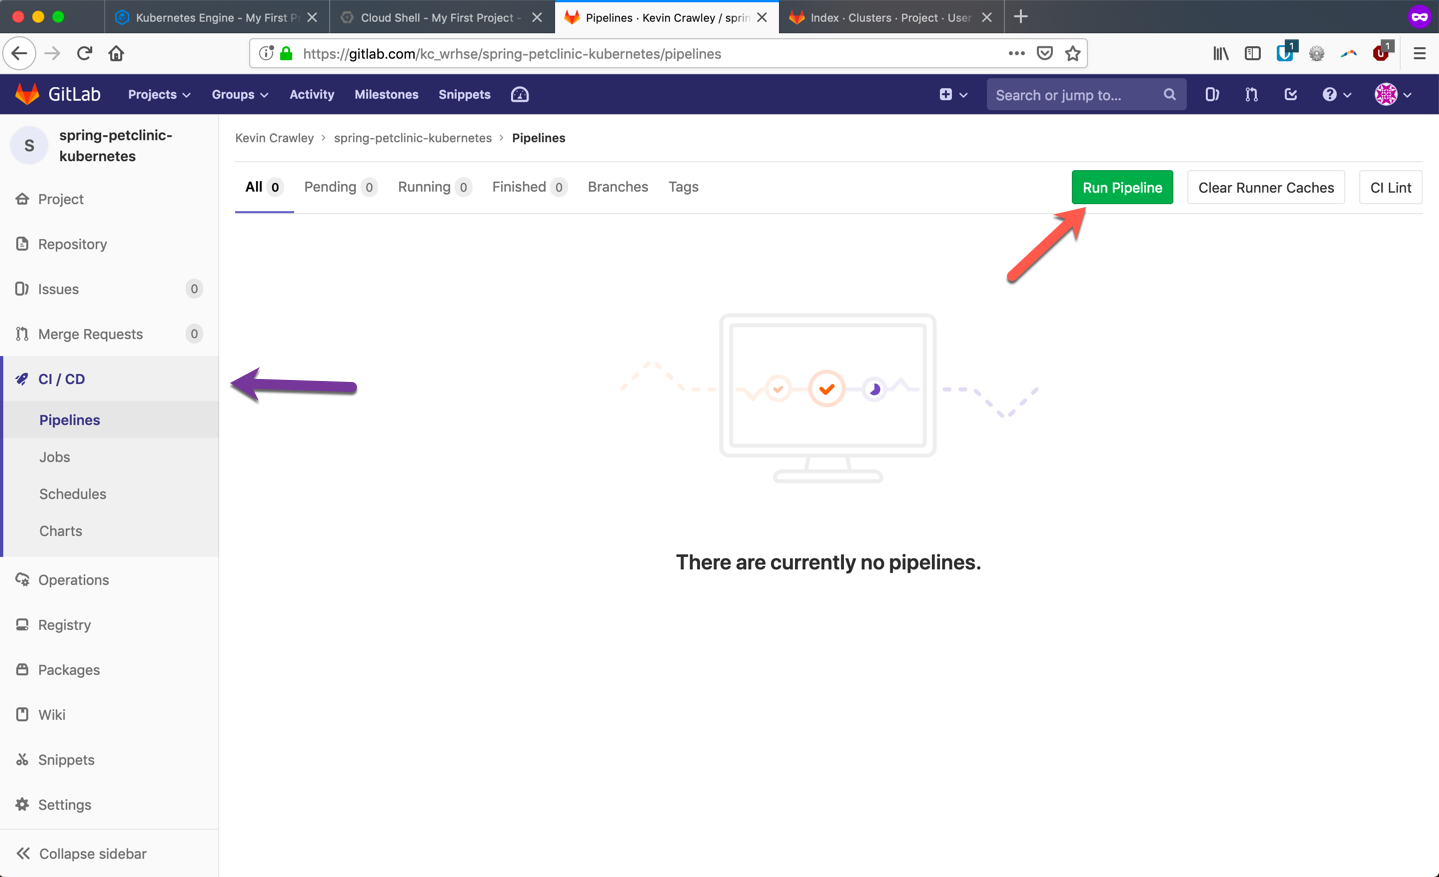 Kubernetes Engine - My First P
Cloud Shell - My First Project -
Pipelines · Kevin Crawley / sprin
Index · Clusters · Project · User
https://gitlab.com/kc_wrhse/spring-petclinic-kubernetes/pipelines
1
1
GitLab
Projects
Groups
Activity
Milestones
Snippets
Search or jump to...
S
spring-petclinic-
kubernetes
Project
Repository
Issues 0
Merge Requests 0
CI / CD
Pipelines
Jobs
Schedules
Charts
Operations
Registry
Packages
Wiki
Snippets
Settings
Collapse sidebar
Kevin Crawley > spring-petclinic-kubernetes > Pipelines
All 0
Pending 0
Running 0
Finished 0
Branches
Tags
Run Pipeline
Clear Runner Caches
CI Lint
There are currently no pipelines.